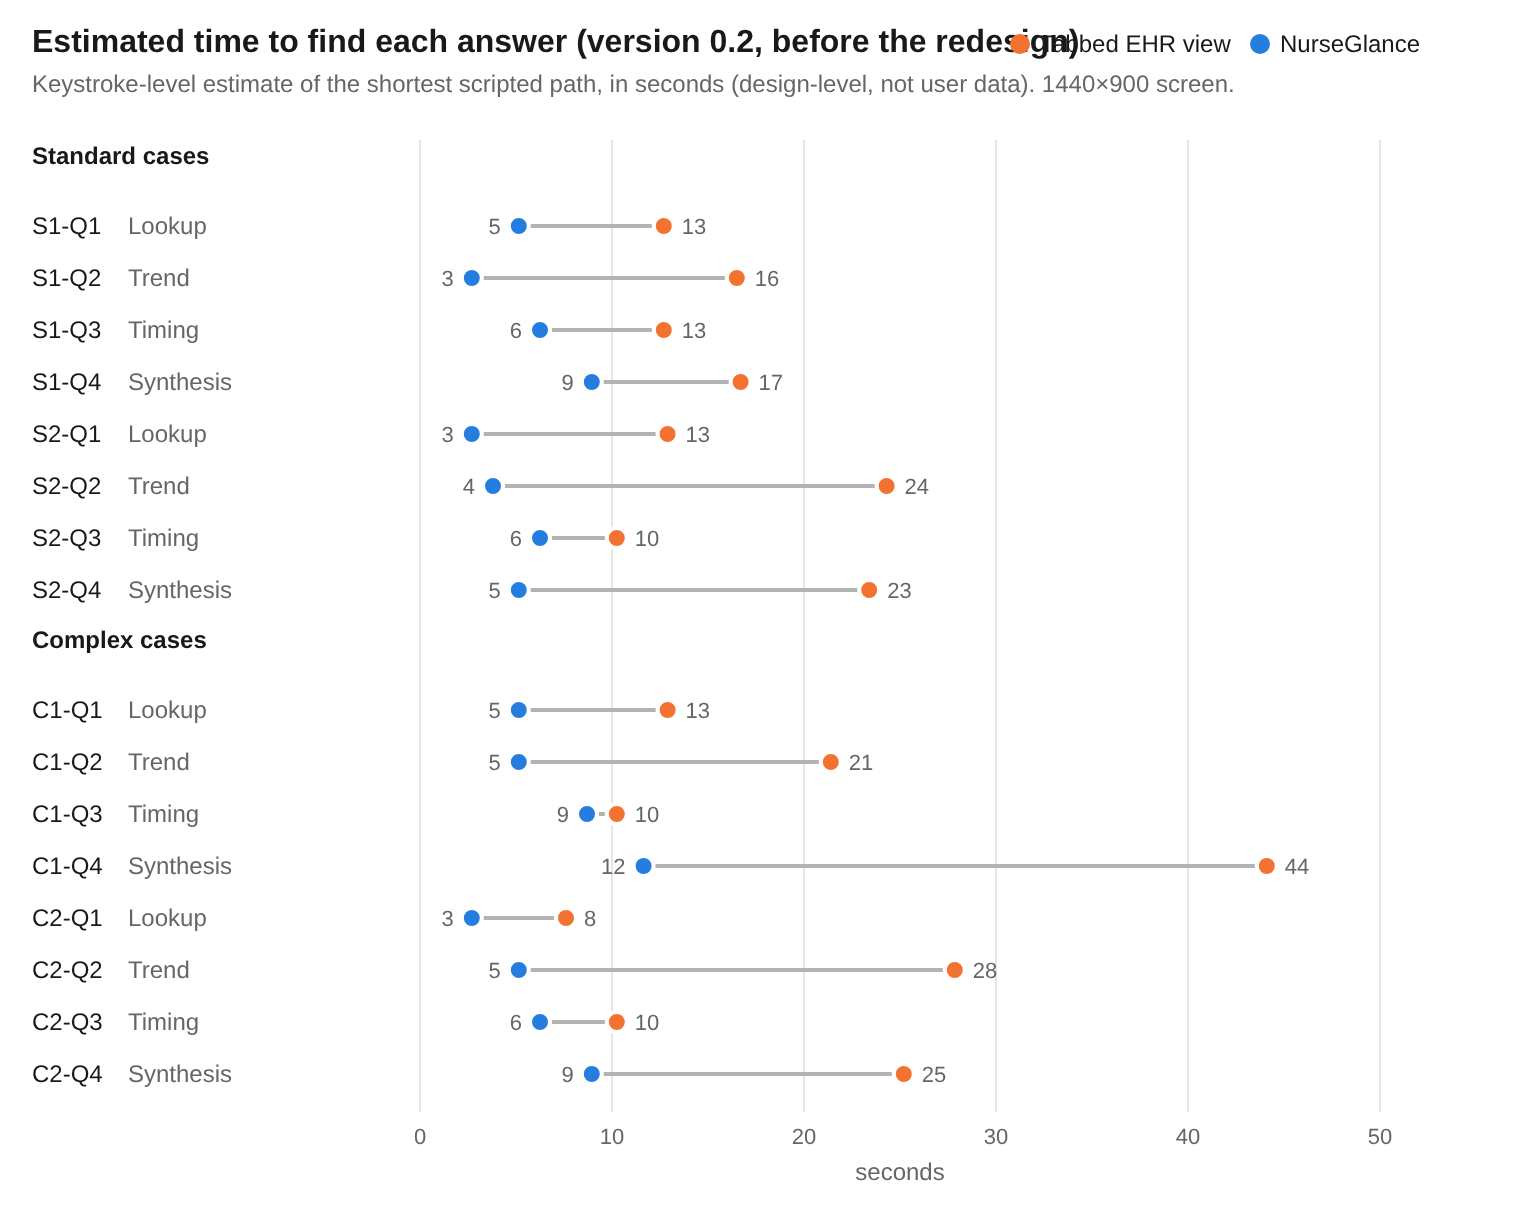 Estimated time to find each answer (version 0.2, before the redesign)
Tabbed EHR view NurseGlance
Keystroke-level estimate of the shortest scripted path, in seconds (design-level, not user data). 1440×900 screen.
Standard cases
S1-Q1 Lookup 5 13
S1-Q2 Trend 3 16
S1-Q3 Timing 6 13
S1-Q4 Synthesis 9 17
S2-Q1 Lookup 3 13
S2-Q2 Trend 4 24
S2-Q3 Timing 6 10
S2-Q4 Synthesis 5 23
Complex cases
C1-Q1 Lookup 5 13
C1-Q2 Trend 5 21
C1-Q3 Timing 9 10
C1-Q4 Synthesis 12 44
C2-Q1 Lookup 3 8
C2-Q2 Trend 5 28
C2-Q3 Timing 6 10
C2-Q4 Synthesis 9 25
0 10 20 30 40 50
seconds